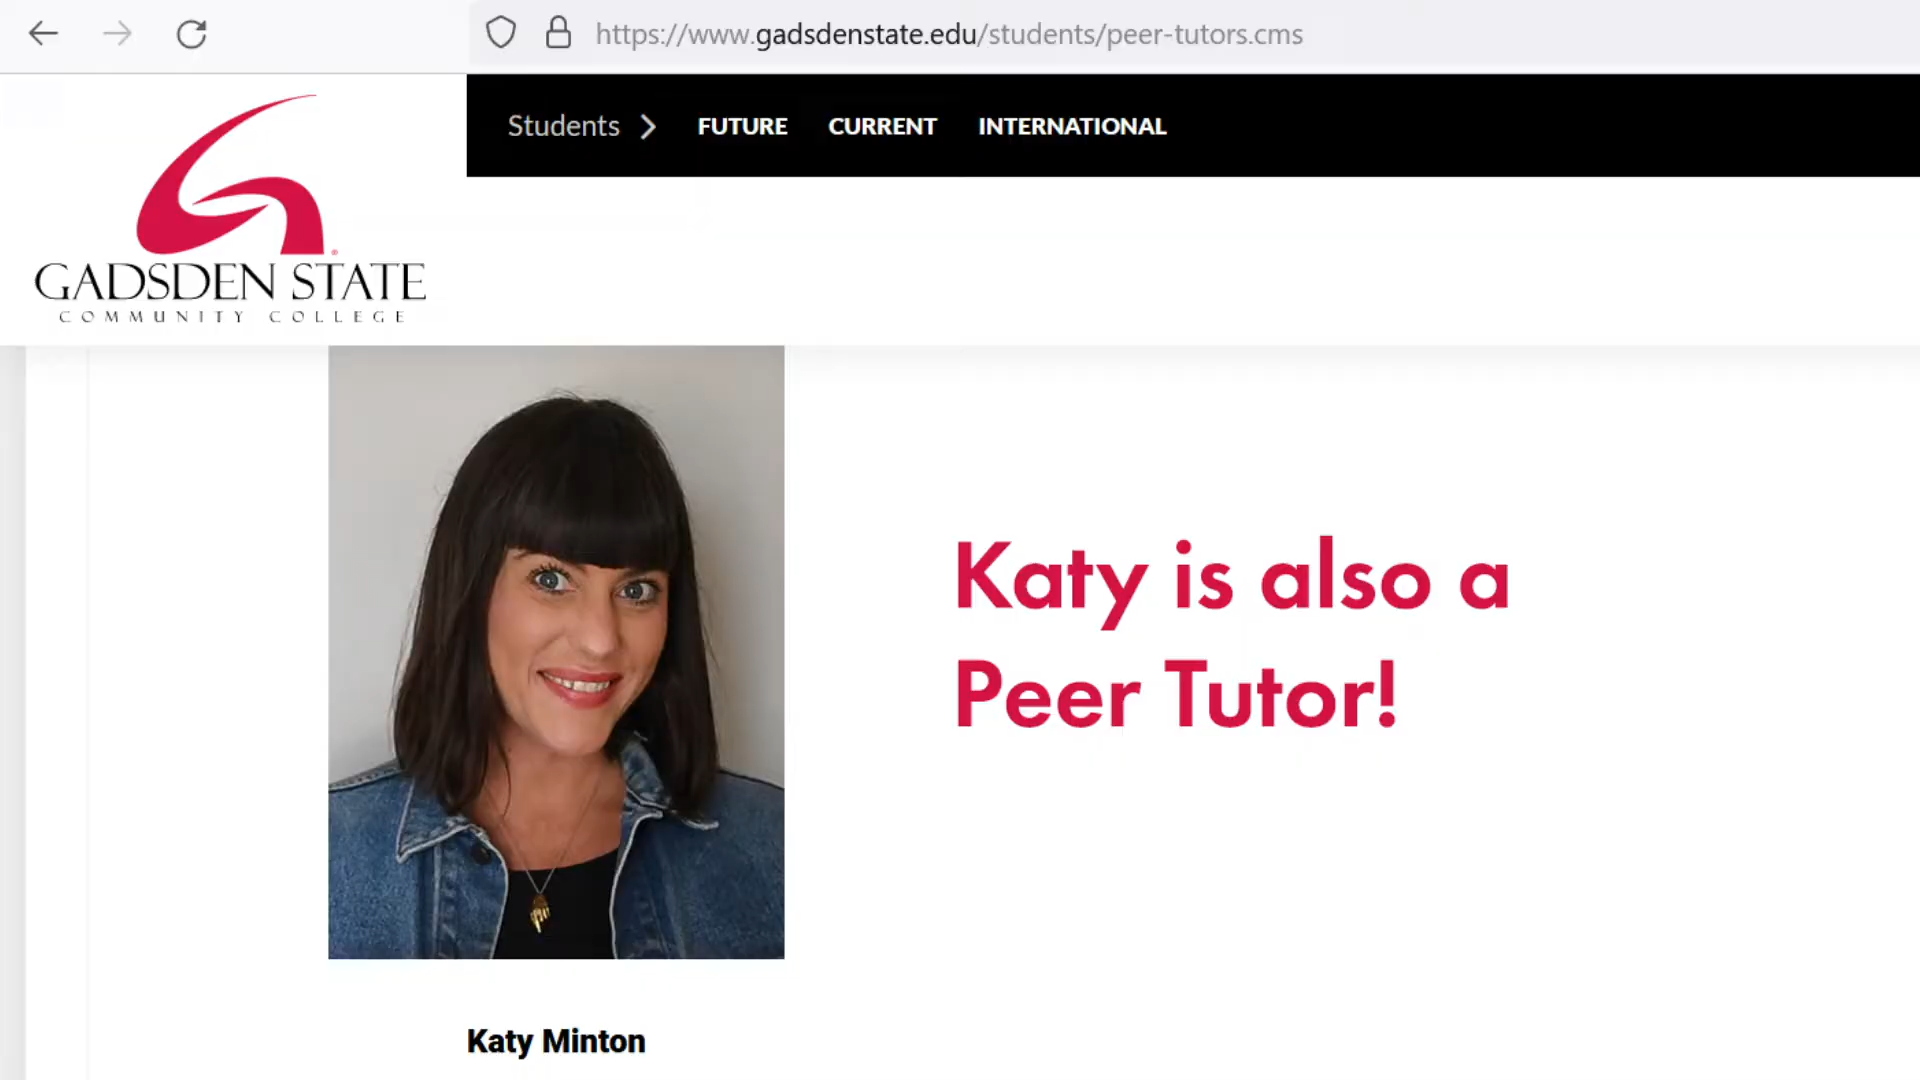 https://www.gadsdenstate.edu/students/peer-tutors.cms
Students FUTURE CURRENT INTERNATIONAL
GADSDEN STATE
COMMUNITY COLLEGE
Katy is also a
Peer Tutor!
Katy Minton